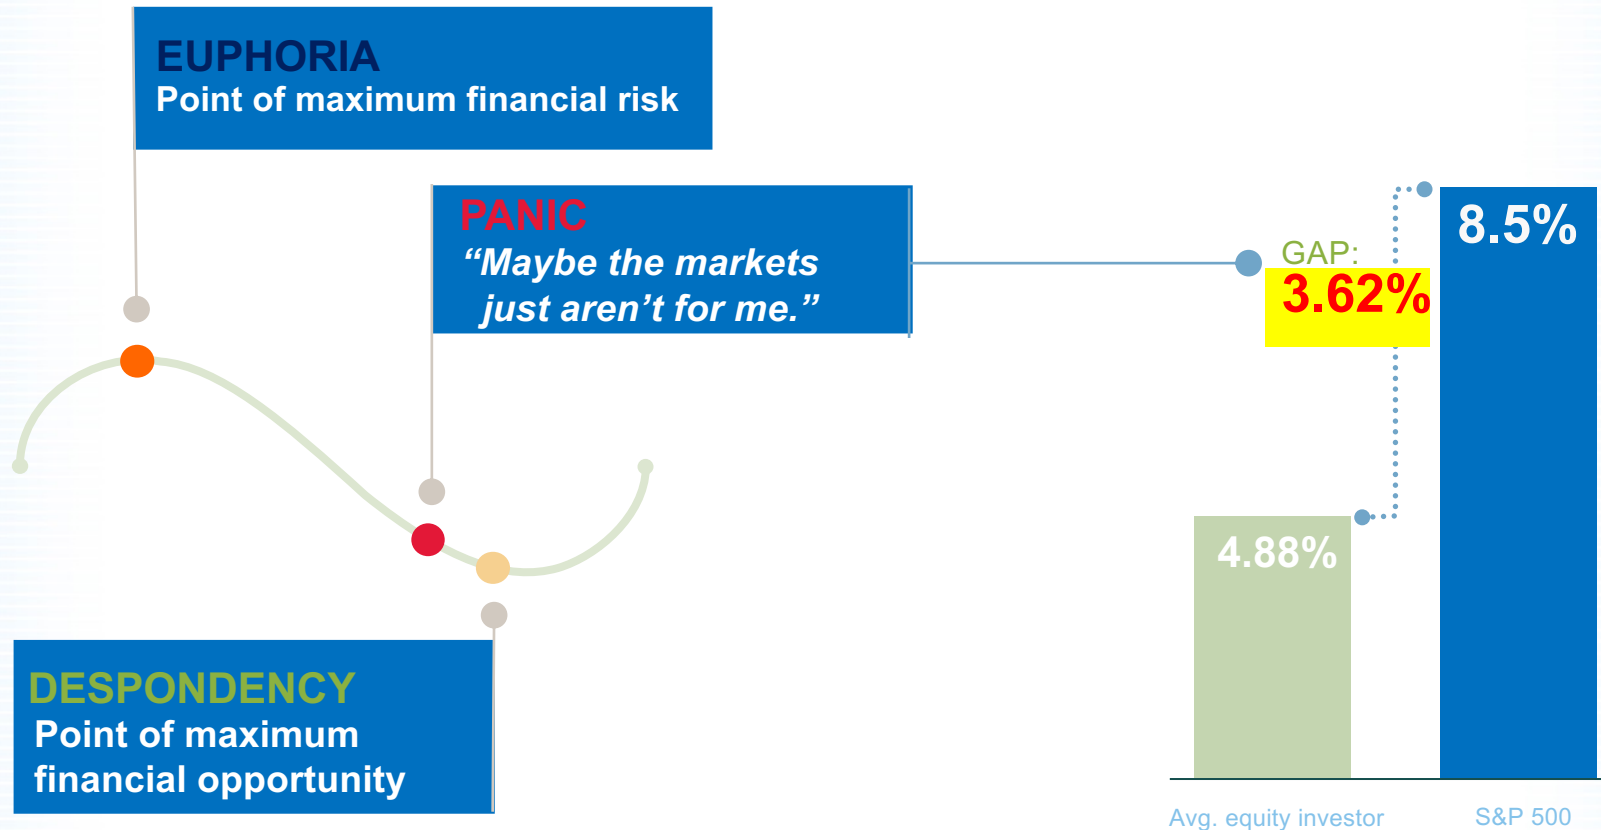 EUPHORIA
Point of maximum financial risk
PANIC
“Maybe the markets
just aren’t for me.”
GAP:
3.62%
8.5%
4.88%
DESPONDENCY
Point of maximum
financial opportunity
Avg. equity investor
S&P 500